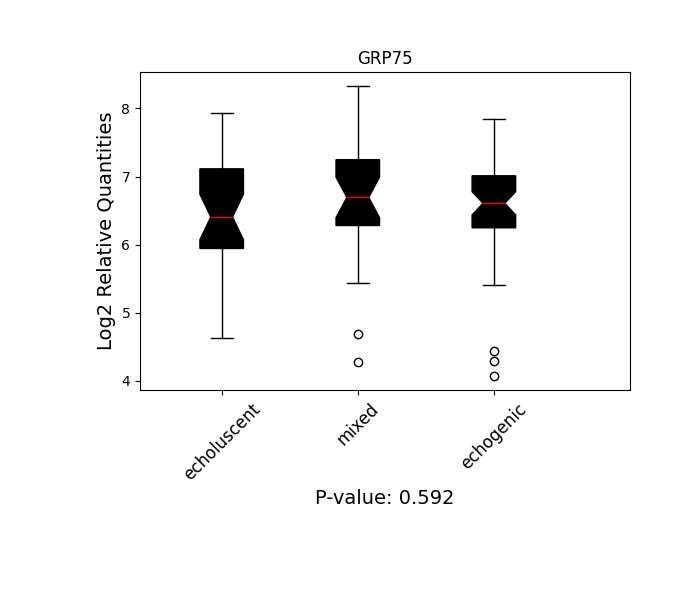 GRP75
Log2 Relative Quantities
8
7
6
5
4
echoluscent
mixed
echogenic
P-value: 0.592